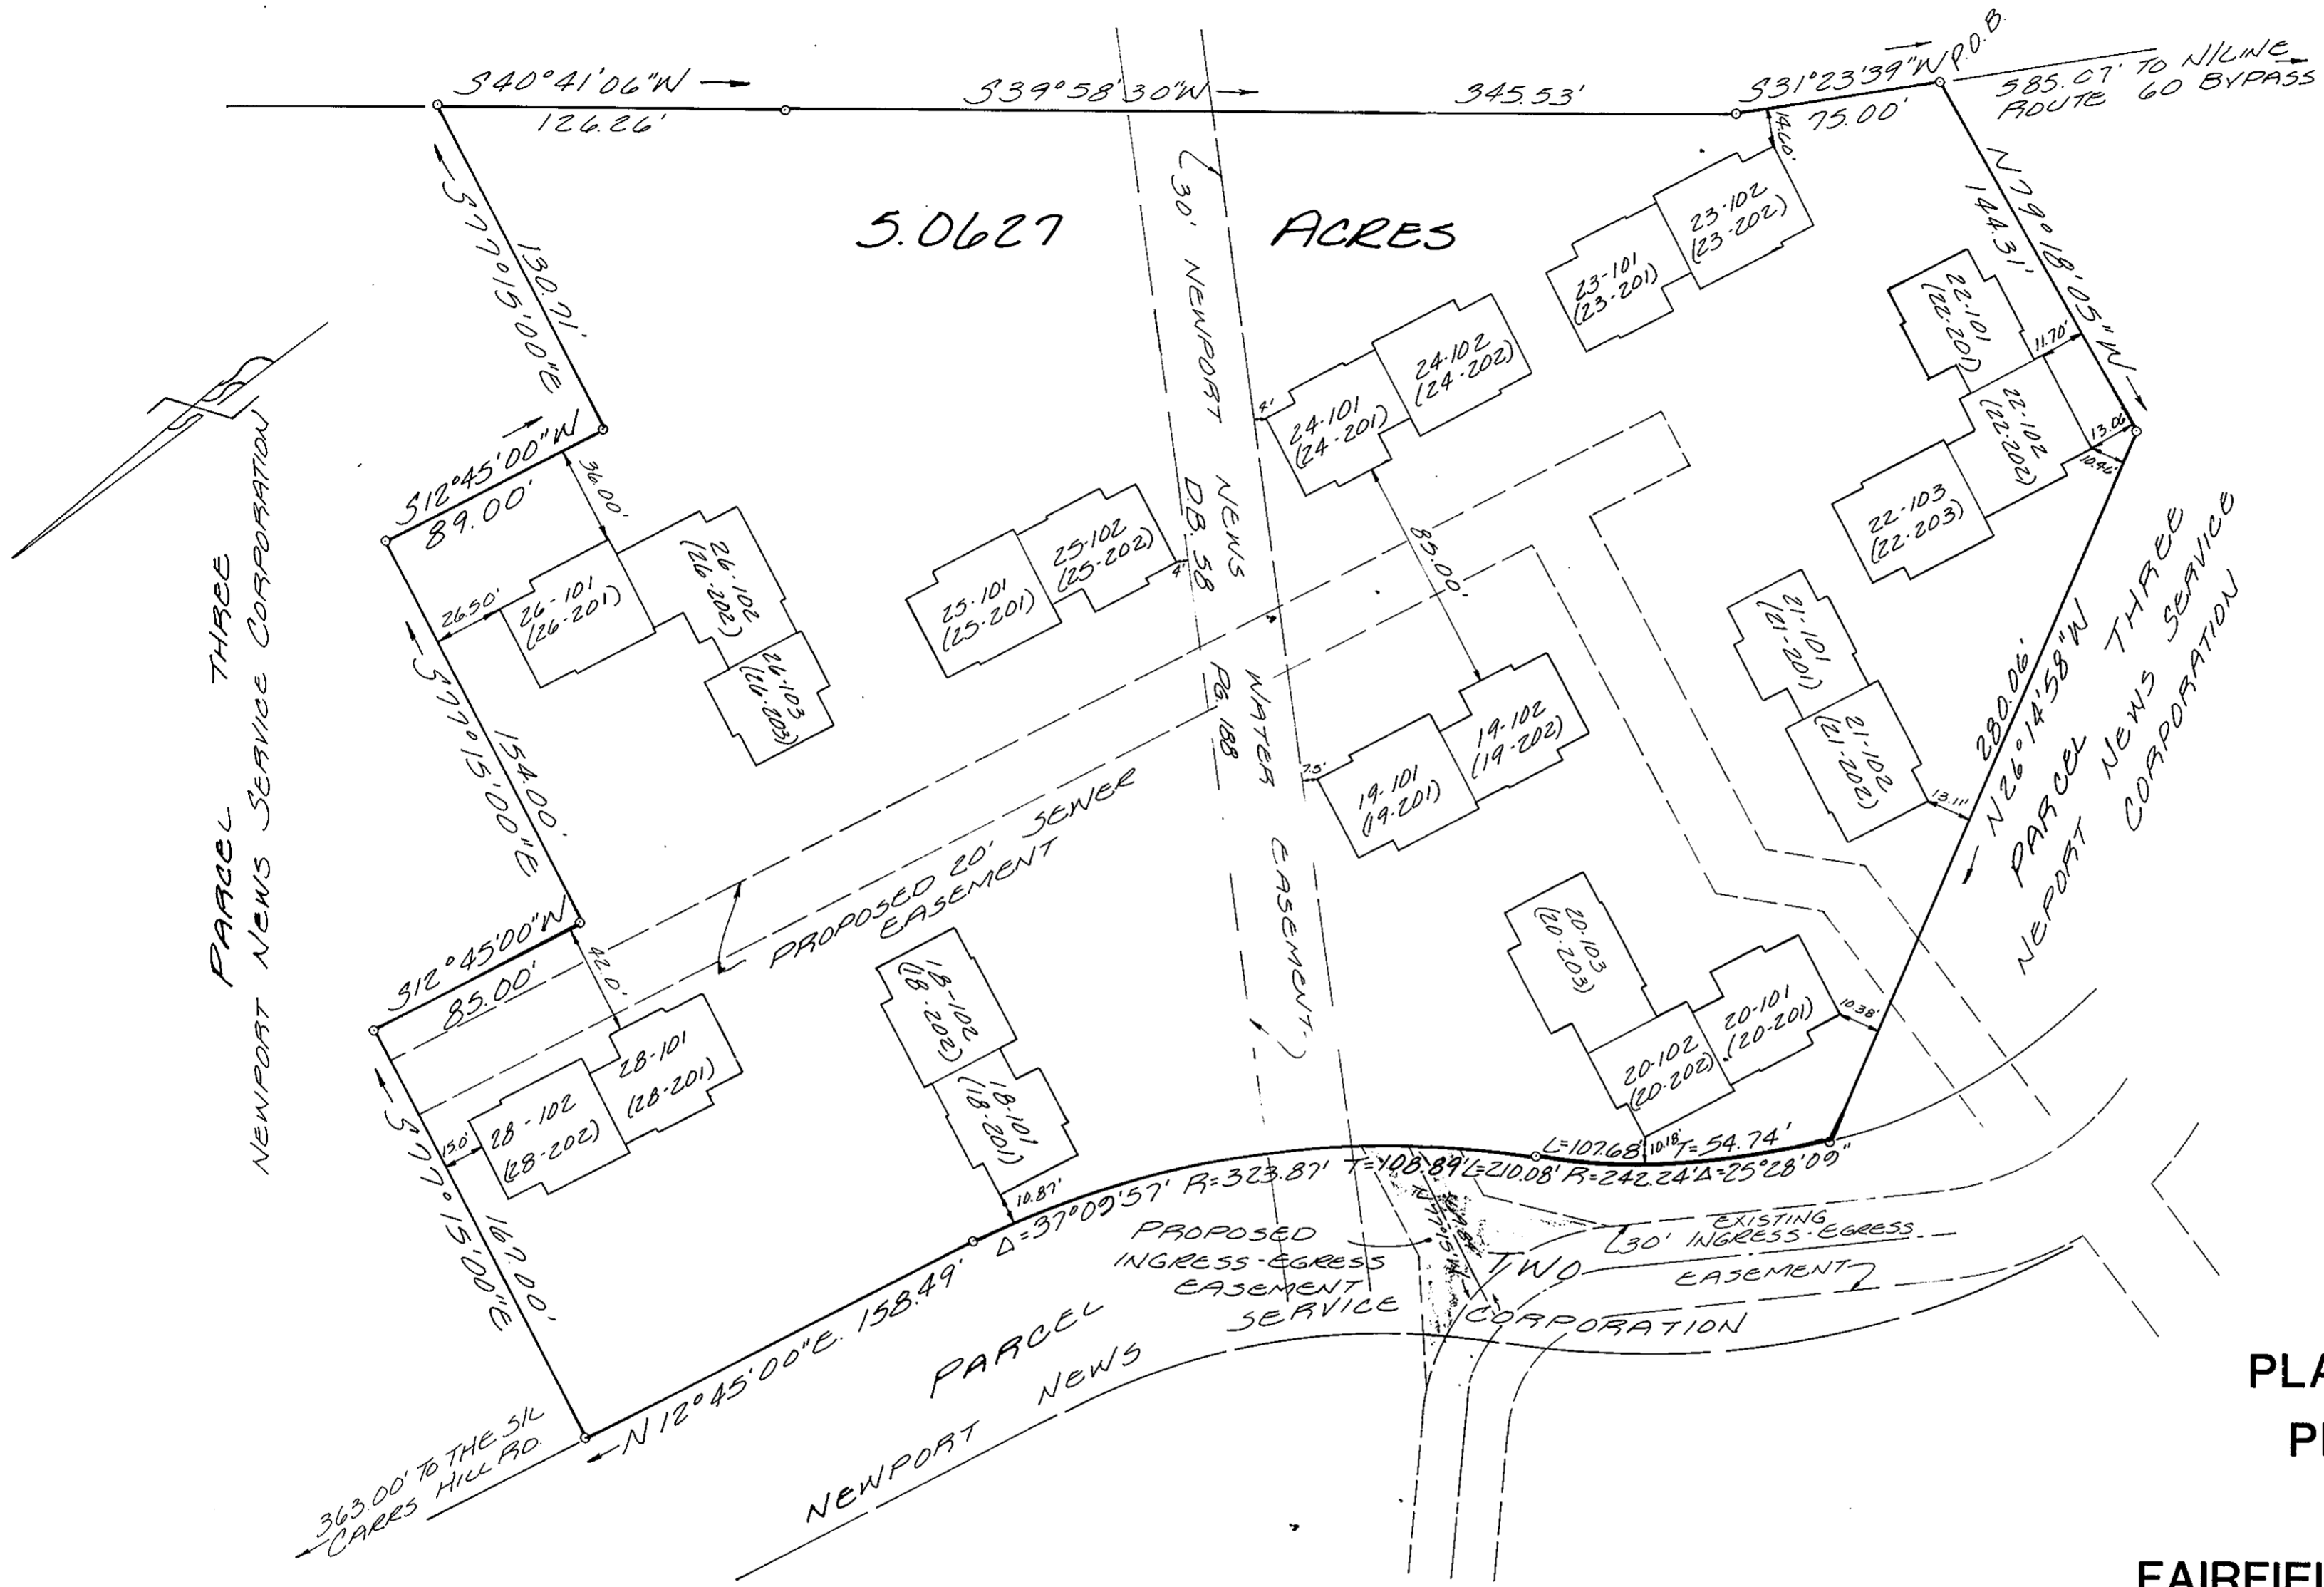 S40°41'06"W
126.26'
S39°58'30"W
345.53'
S31°23'39"W
75.00'
P.O.B.
585.07' TO N/LINE
ROUTE 60 BYPASS
14.60'
N79°18'05"W
144.31'
5.0627 ACRES
S77°15'00"E
130.71'
S12°45'00"W
89.00'
36.00'
26.50'
S77°15'00"E
154.00'
S12°45'00"W
85.00'
42.0'
15.0'
S77°15'00"E
167.00'
PARCEL THREE
NEWPORT NEWS SERVICE CORPORATION
(30' NEWPORT NEWS WATER EASEMENT)
D.B. 38 PG. 188
23-101
(23-201)
23-102
(23-202)
24-101
(24-201)
24-102
(24-202)
4'
22-101
(22-201)
22-102
(22-202)
22-103
(22-203)
11.70'
13.06'
10.46'
25-101
(25-201)
25-102
(25-202)
4'
26-101
(26-201)
26-102
(26-202)
26-103
(26-203)
85.00'
19-101
(19-201)
19-102
(19-202)
21-101
(21-201)
21-102
(21-202)
13.11'
280.06'
N26°14'58"W
PARCEL THREE
NEPORT NEWS SERVICE
CORPORATION
PROPOSED 20' SEWER
EASEMENT
28-101
(28-201)
28-102
(28-202)
18-102
(18-202)
18-101
(18-201)
10.87'
20-103
(20-203)
20-102
(20-202)
20-101
(20-201)
10.38'
10.18'
L=107.68' T=54.74'
Δ=37°09'57' R=323.87' T=108.89' L=210.08' R=242.24' Δ=25°28'09"
N12°45'00"E. 158.49'
363.00' TO THE S/L
CARRS HILL RD.
PROPOSED
INGRESS-EGRESS
EASEMENT
EXISTING
30' INGRESS-EGRESS
EASEMENT
PARCEL TWO
NEWPORT NEWS SERVICE CORPORATION
PLA
FAIRFIEL